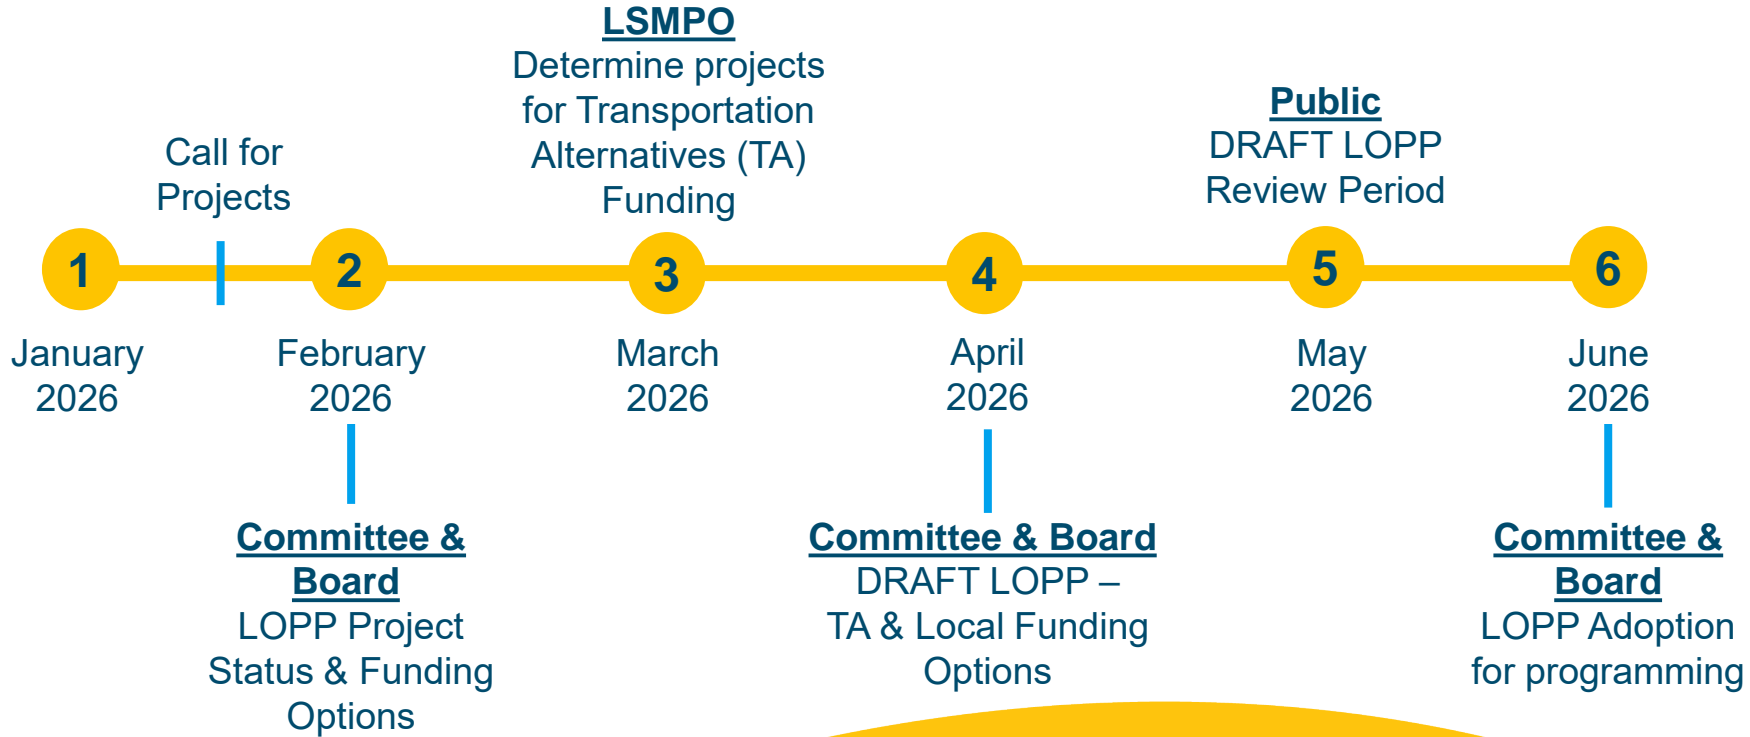 LSMPO
Determine projects
for Transportation
Alternatives (TA)
Funding
Public
DRAFT LOPP
Review Period
Call for
Projects
1
2
3
4
5
6
January
2026
February
2026
March
2026
April
2026
May
2026
June
2026
Committee &
Board
LOPP Project
Status & Funding
Options
Committee & Board
DRAFT LOPP –
TA & Local Funding
Options
Committee &
Board
LOPP Adoption
for programming